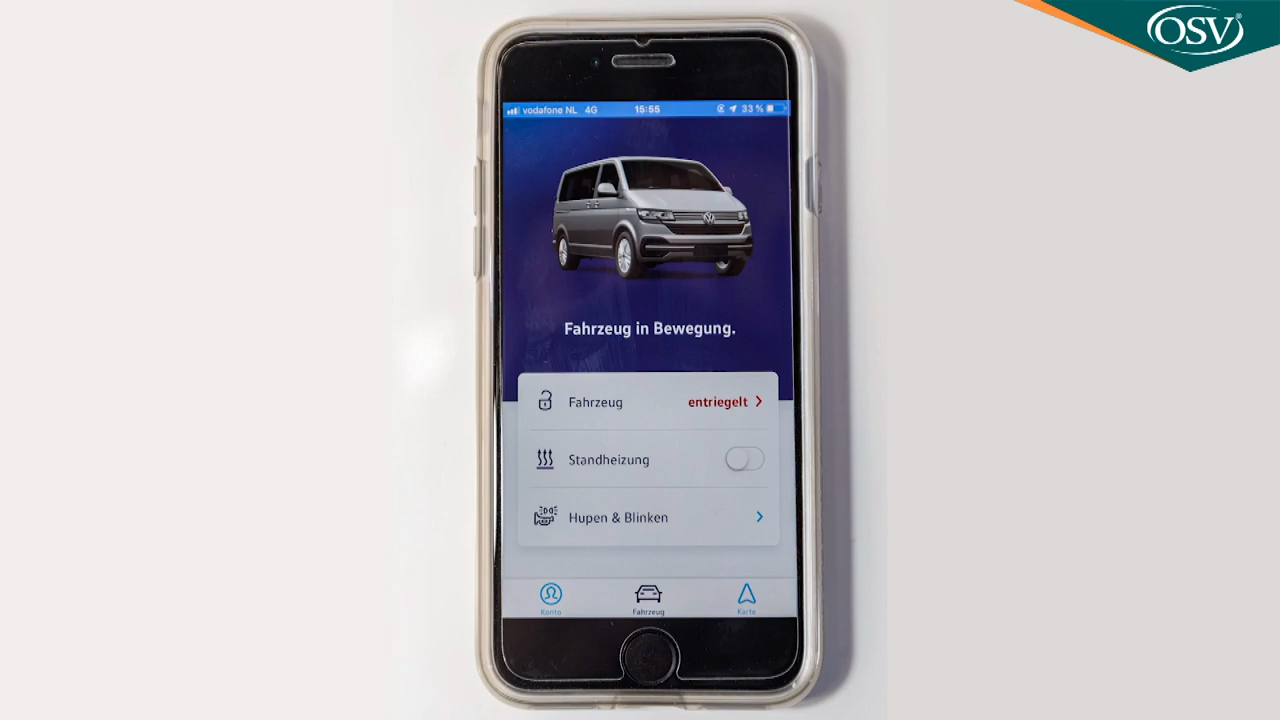 OSV®
vodafone NL 4G 15:55 33 %
Fahrzeug in Bewegung.
Fahrzeug entriegelt
Standheizung
Hupen & Blinken
Konto Fahrzeug Karte